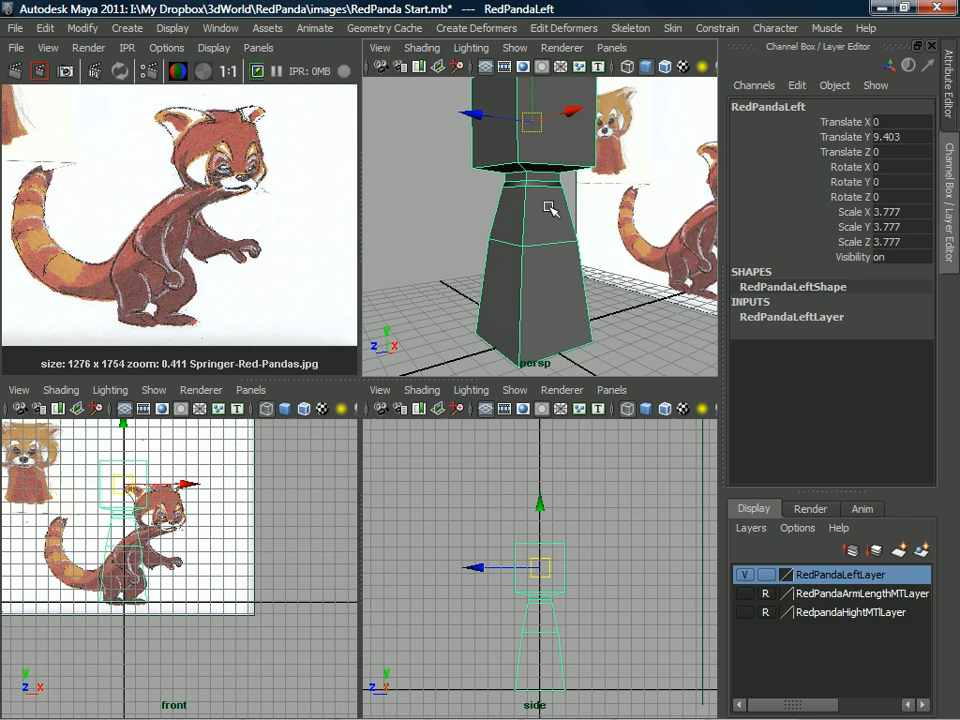 Autodesk Maya 2011: I:\My Dropbox\3dWorld\RedPanda\images\RedPanda Start.mb* --- RedPandaLeft
File Edit Modify Create Display Window Assets Animate Geometry Cache Create Deformers Edit Deformers Skeleton Skin Constrain Character Muscle Help
File View Render IPR Options Display Panels
1:1 IPR: 0MB
size: 1276 x 1754 zoom: 0.411 Springer-Red-Pandas.jpg
View Shading Lighting Show Renderer Panels
Y
Z X
persp
View Shading Lighting Show Renderer Panels
Y
Z X
front
View Shading Lighting Show Renderer Panels
Y
Z X
side
Channel Box / Layer Editor
Channels Edit Object Show
RedPandaLeft
Translate X 0
Translate Y 9.403
Translate Z 0
Rotate X 0
Rotate Y 0
Rotate Z 0
Scale X 3.777
Scale Y 3.777
Scale Z 3.777
Visibility on
SHAPES
RedPandaLeftShape
INPUTS
RedPandaLeftLayer
Display Render Anim
Layers Options Help
V RedPandaLeftLayer
R RedPandaArmLengthMTLayer
R RedpandaHightMTlLayer
Attribute Editor
Channel Box / Layer Editor